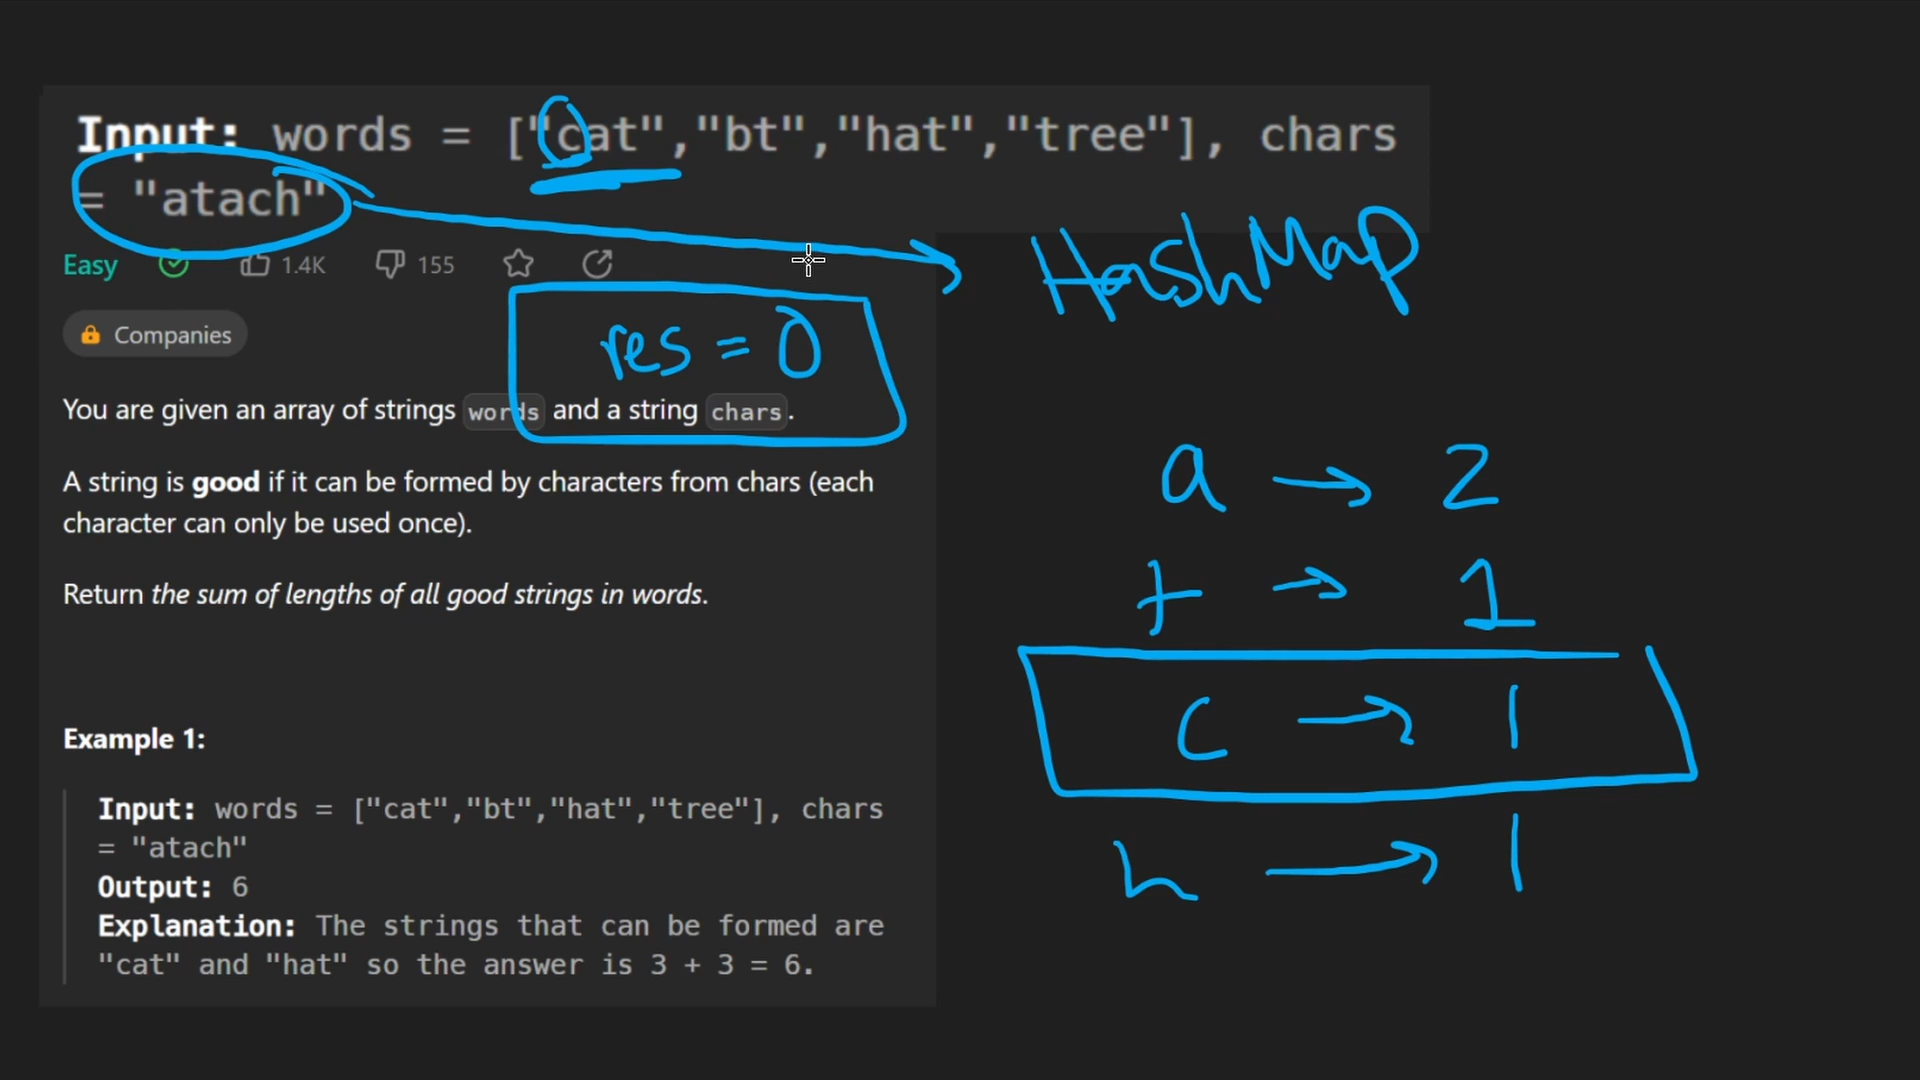 Input: words = ["cat","bt","hat","tree"], chars
= "atach"
HashMap
Easy 1.4K 155
Companies
res = 0
You are given an array of strings words and a string chars.
A string is good if it can be formed by characters from chars (each
character can only be used once).
Return the sum of lengths of all good strings in words.
a → 2
t → 1
c → 1
h → 1
Example 1:
Input: words = ["cat","bt","hat","tree"], chars
= "atach"
Output: 6
Explanation: The strings that can be formed are
"cat" and "hat" so the answer is 3 + 3 = 6.